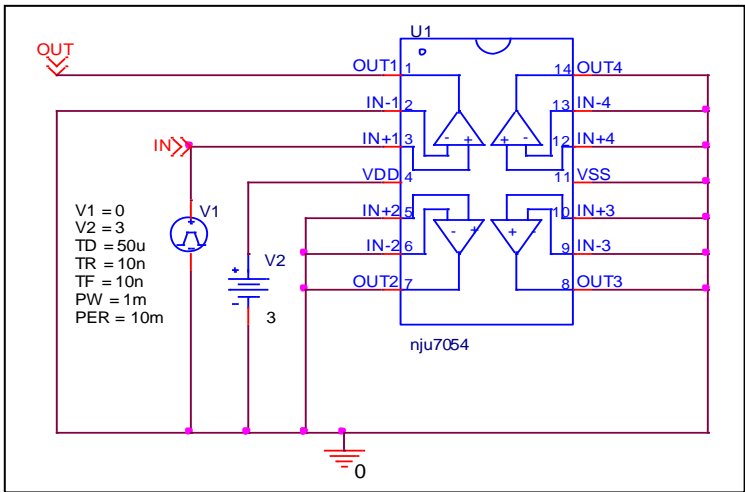 U1
OUT
OUT1 1 14 OUT4
IN-1 2 13 IN-4
IN IN+1 3 12 IN+4
- + - +
VDD 4 11 VSS
V1 = 0
V2 = 3
TD = 50u
TR = 10n
TF = 10n
PW = 1m
PER = 10m
+ V1
IN+2 5 10 IN+3
- + - +
IN-2 6 9 IN-3
+ V2
OUT2 7 8 OUT3
-
3
nju7054
0